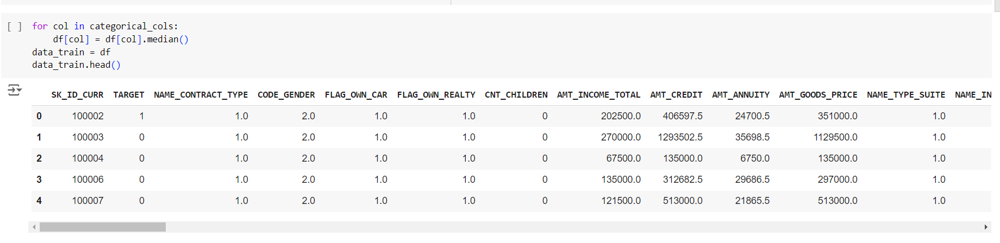 [ ] for col in categorical_cols:
df[col] = df[col].median()
data_train = df
data_train.head()
SK_ID_CURR TARGET NAME_CONTRACT_TYPE CODE_GENDER FLAG_OWN_CAR FLAG_OWN_REALTY CNT_CHILDREN AMT_INCOME_TOTAL AMT_CREDIT AMT_ANNUITY AMT_GOODS_PRICE NAME_TYPE_SUITE NAME_IN
0 100002 1 1.0 2.0 1.0 1.0 0 202500.0 406597.5 24700.5 351000.0 1.0
1 100003 0 1.0 2.0 1.0 1.0 0 270000.0 1293502.5 35698.5 1129500.0 1.0
2 100004 0 1.0 2.0 1.0 1.0 0 67500.0 135000.0 6750.0 135000.0 1.0
3 100006 0 1.0 2.0 1.0 1.0 0 135000.0 312682.5 29686.5 297000.0 1.0
4 100007 0 1.0 2.0 1.0 1.0 0 121500.0 513000.0 21865.5 513000.0 1.0